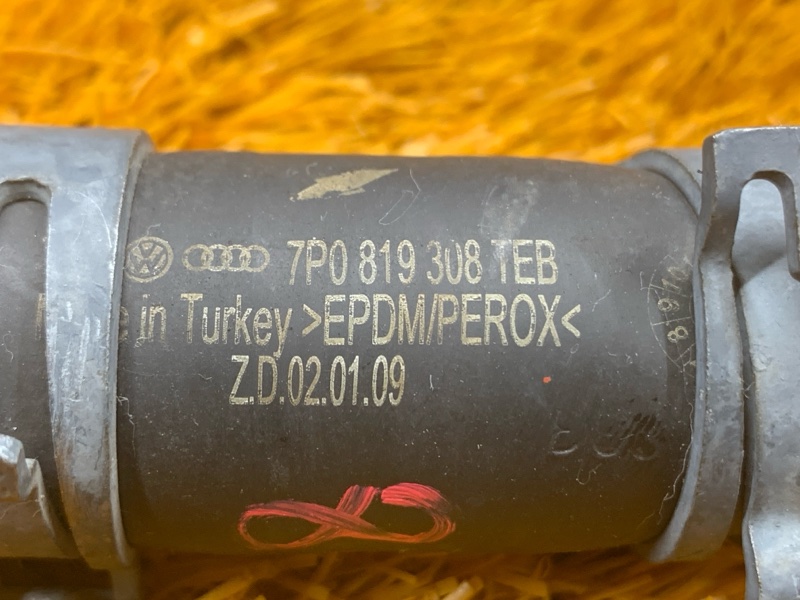 7P0 819 308 TEB
in Turkey >EPDM/PEROX<
Z.D.02.01.09